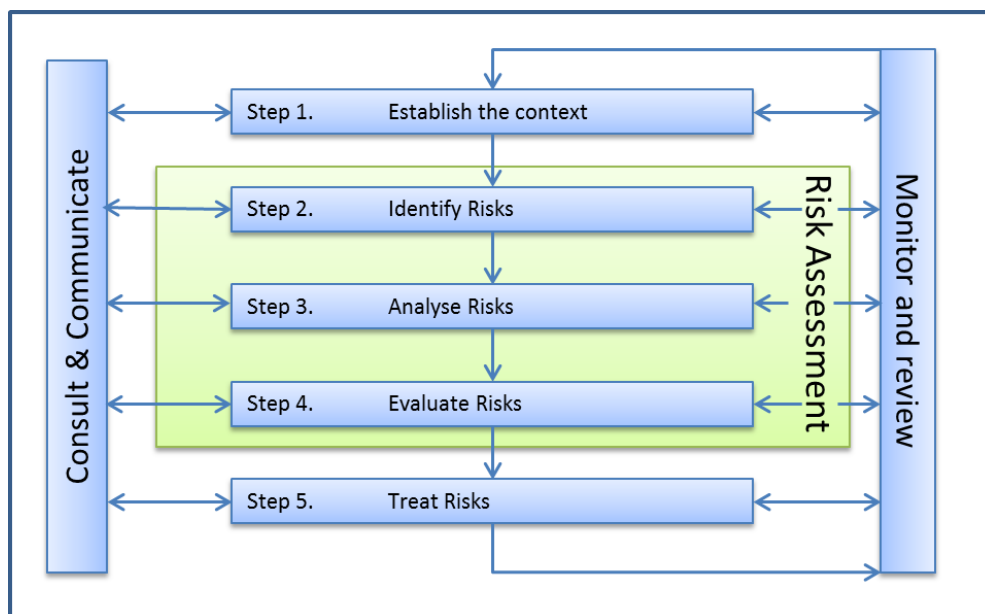 Consult & Communicate
Step 1. Establish the context
Step 2. Identify Risks
Step 3. Analyse Risks
Step 4. Evaluate Risks
Step 5. Treat Risks
Risk Assessment
Monitor and review